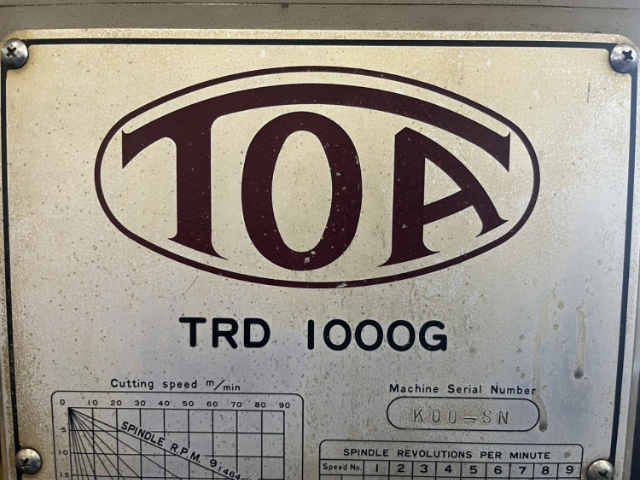 TOA
TRD 1000G
Cutting speed m/min
0 10 20 30 40 50 60 70 80 90
5
10
15
SPINDLE R.P.M. 9(1464
Machine Serial Number
K00-SN
SPINDLE REVOLUTIONS PER MINUTE
Speed No. 1 2 3 4 5 6 7 8 9